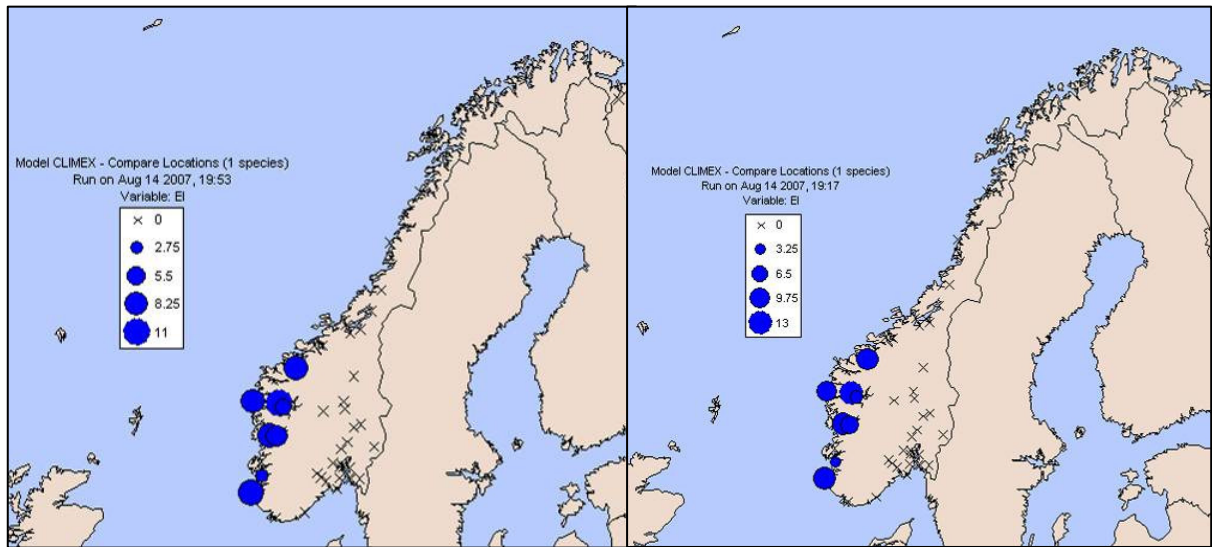 Model CLIMEX - Compare Locations (1 species)
Run on Aug 14 2007, 19:53
Variable: EI
0
2.75
5.5
8.25
11
Model CLIMEX - Compare Locations (1 species)
Run on Aug 14 2007, 19:17
Variable: EI
0
3.25
6.5
9.75
13